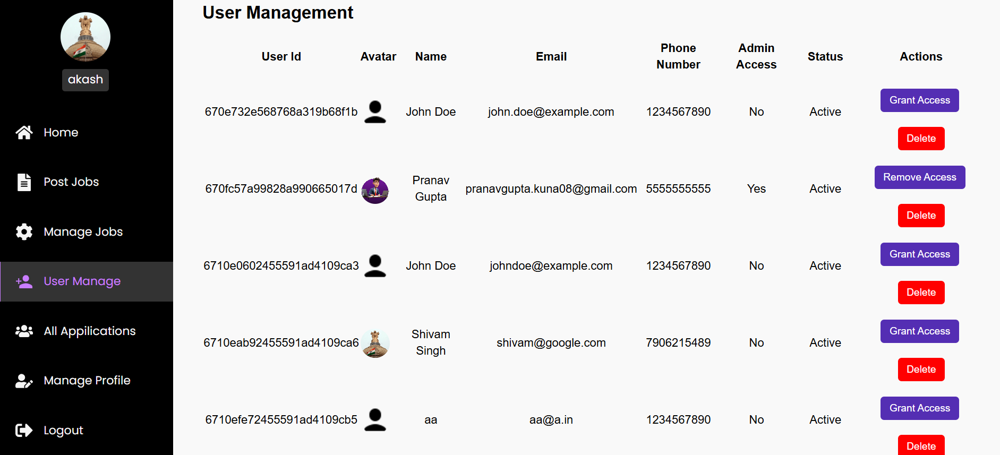 akash
Home
Post Jobs
Manage Jobs
User Manage
All Appilications
Manage Profile
Logout
User Management
User Id Avatar Name Email Phone Number Admin Access Status Actions
670e732e568768a319b68f1b John Doe john.doe@example.com 1234567890 No Active Grant Access
Delete
670fc57a99828a990665017d Pranav Gupta pranavgupta.kuna08@gmail.com 5555555555 Yes Active Remove Access
Delete
6710e0602455591ad4109ca3 John Doe johndoe@example.com 1234567890 No Active Grant Access
Delete
6710eab92455591ad4109ca6 Shivam Singh shivam@google.com 7906215489 No Active Grant Access
Delete
6710efe72455591ad4109cb5 aa aa@a.in 1234567890 No Active Grant Access
Delete